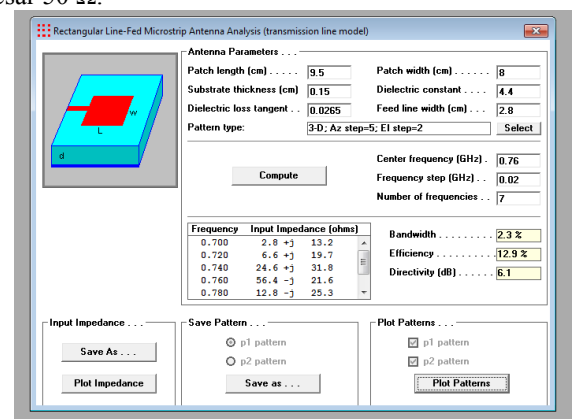 esar 50 Ω.
Rectangular Line-Fed Microstrip Antenna Analysis (transmission line model)
Antenna Parameters . . .
Patch length (cm) . . . . . 9.5 Patch width (cm) . . . . . . 8
Substrate thickness (cm) 0.15 Dielectric constant . . . . 4.4
Dielectric loss tangent . . 0.0265 Feed line width (cm) . . . 2.8
Pattern type: 3-D; Az step=5; El step=2 Select
W
L
d
Compute
Center frequency (GHz) . 0.76
Frequency step (GHz) . . 0.02
Number of frequencies . . 7
Frequency Input Impedance (ohms)
0.700 2.8 +j 13.2
0.720 6.6 +j 19.7
0.740 24.6 +j 31.8
0.760 56.4 -j 21.6
0.780 12.8 -j 25.3
Bandwidth . . . . . . . . . 2.3 %
Efficiency . . . . . . . . . . 12.9 %
Directivity (dB) . . . . . . 6.1
Input Impedance . . .
Save As . . .
Plot Impedance
Save Pattern . . .
p1 pattern
p2 pattern
Save as . . .
Plot Patterns . . .
p1 pattern
p2 pattern
Plot Patterns